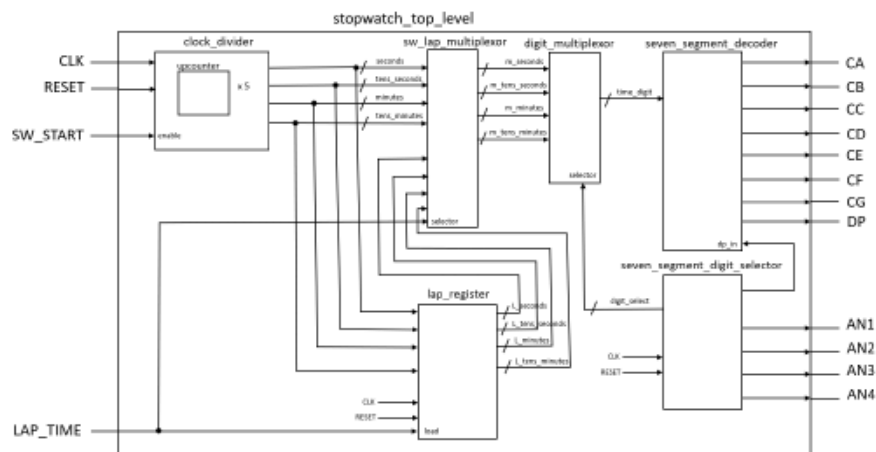 stopwatch_top_level
clock_divider
sw_lap_multiplexor
digit_multiplexor
seven_segment_decoder
CLK
RESET
SW_START
upcounter
x 5
enable
seconds
tens_seconds
minutes
tens_minutes
m_seconds
m_tens_seconds
m_minutes
m_tens_minutes
selector
time_digit
selector
CA
CB
CC
CD
CE
CF
CG
DP
dp_in
seven_segment_digit_selector
lap_register
L_seconds
L_tens_seconds
L_minutes
L_tens_minutes
digit_select
CLK
RESET
AN1
AN2
AN3
AN4
CLK
RESET
load
LAP_TIME